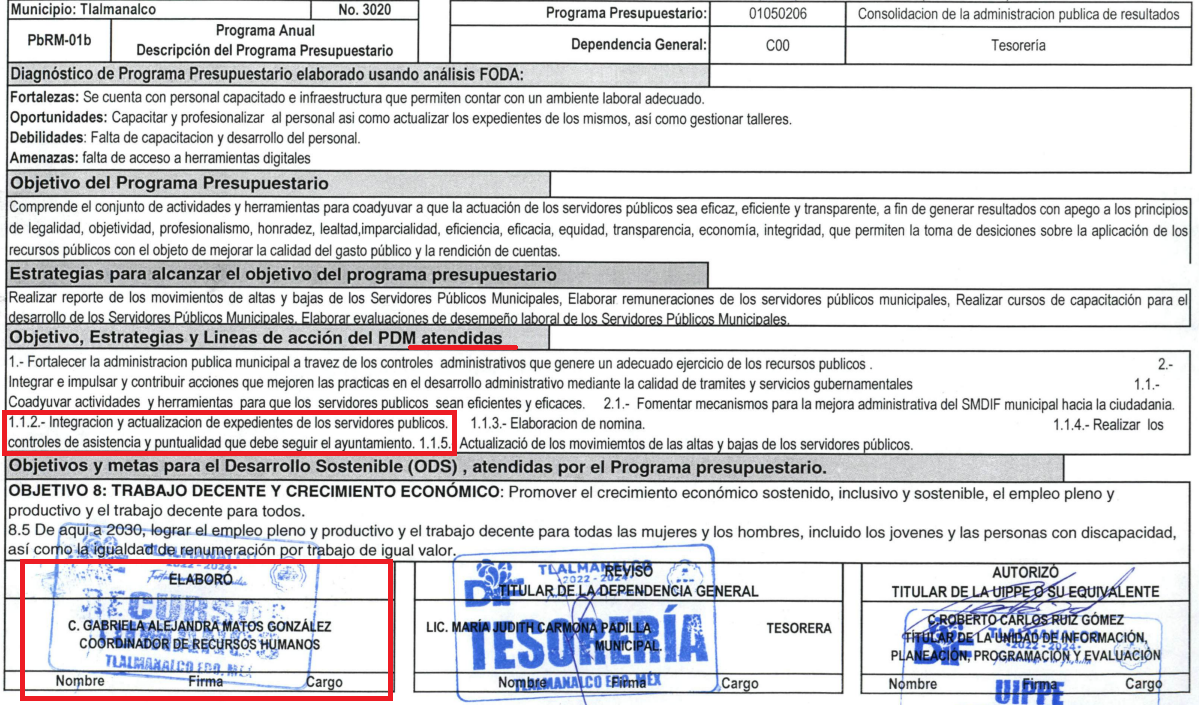 Municipio: Tlalmanalco No. 3020
PbRM-01b
Programa Anual
Descripción del Programa Presupuestario
Programa Presupuestario: 01050206 Consolidacion de la administracion publica de resultados
Dependencia General: C00 Tesorería
Diagnóstico de Programa Presupuestario elaborado usando análisis FODA:
Fortalezas: Se cuenta con personal capacitado e infraestructura que permiten contar con un ambiente laboral adecuado.
Oportunidades: Capacitar y profesionalizar al personal asi como actualizar los expedientes de los mismos, asi como gestionar talleres.
Debilidades: Falta de capacitacion y desarrollo del personal.
Amenazas: falta de acceso a herramientas digitales
Objetivo del Programa Presupuestario
Comprende el conjunto de actividades y herramientas para coadyuvar a que la actuación de los servidores públicos sea eficaz, eficiente y transparente, a fin de generar resultados con apego a los principios
de legalidad, objetividad, profesionalismo, honradez, lealtad,imparcialidad, eficiencia, eficacia, equidad, transparencia, economía, integridad, que permiten la toma de desiciones sobre la aplicación de los
recursos públicos con el objeto de mejorar la calidad del gasto público y la rendición de cuentas.
Estrategias para alcanzar el objetivo del programa presupuestario
Realizar reporte de los movimientos de altas y bajas de los Servidores Públicos Municipales, Elaborar remuneraciones de los servidores públicos municipales, Realizar cursos de capacitación para el
desarrollo de los Servidores Públicos Municipales, Elaborar evaluaciones de desempeño laboral de los Servidores Públicos Municipales.
Objetivo, Estrategias y Lineas de acción del PDM atendidas
1.- Fortalecer la administracion publica municipal a travez de los controles administrativos que genere un adecuado ejercicio de los recursos publicos . 2.-
Integrar e impulsar y contribuir acciones que mejoren las practicas en el desarrollo administrativo mediante la calidad de tramites y servicios gubernamentales 1.1.-
Coadyuvar actividades y herramientas para que los servidores publicos sean eficientes y eficaces. 2.1.- Fomentar mecanismos para la mejora administrativa del SMDIF municipal hacia la ciudadania.
1.1.2.- Integracion y actualizacion de expedientes de los servidores publicos. 1.1.3.- Elaboracion de nomina. 1.1.4.- Realizar los
controles de asistencia y puntualidad que debe seguir el ayuntamiento. 1.1.5. Actualizació de los movimiemtos de las altas y bajas de los servidores públicos.
Objetivos y metas para el Desarrollo Sostenible (ODS) , atendidas por el Programa presupuestario.
OBJETIVO 8: TRABAJO DECENTE Y CRECIMIENTO ECONÓMICO: Promover el crecimiento económico sostenido, inclusivo y sostenible, el empleo pleno y
productivo y el trabajo decente para todos.
8.5 De aqui a 2030, lograr el empleo pleno y productivo y el trabajo decente para todas las mujeres y los hombres, incluido los jovenes y las personas con discapacidad,
así como la igualdad de renumeración por trabajo de igual valor.
TLALMANALCO
2022-2024
ELABORÓ
RECURSOS
HUMANOS
C. GABRIELA ALEJANDRA MATOS GONZÁLEZ
COORDINADOR DE RECURSOS HUMANOS
TLALMANALCO EDO. MEX
Nombre Firma Cargo
TLALMANALCO
2022-2024
DIF
REVISÓ
TITULAR DE LA DEPENDENCIA GENERAL
LIC. MARÍA JUDITH CARMONA PADILLA TESORERA
MUNICIPAL.
TESORERÍA
TLALMANALCO EDO. MEX
Nombre Firma Cargo
AUTORIZÓ
TITULAR DE LA UIPPE O SU EQUIVALENTE
C.ROBERTO CARLOS RUIZ GÓMEZ
TITULAR DE LA UNIDAD DE INFORMACIÓN,
PLANEACIÓN, PROGRAMACIÓN Y EVALUACIÓN
TLALMANALCO
2022-2024
Nombre Firma Cargo
UIPPE